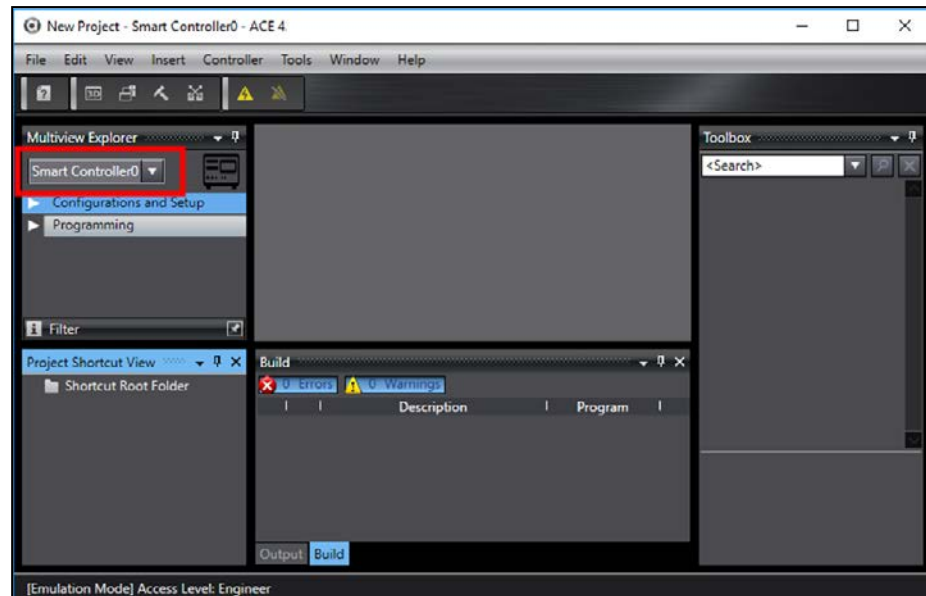 New Project - Smart Controller0 - ACE 4
File Edit View Insert Controller Tools Window Help
3D
Multiview Explorer
Smart Controller0
Configurations and Setup
Programming
Filter
Project Shortcut View
Shortcut Root Folder
Build
0 Errors 0 Warnings
Description Program
Output Build
Toolbox
<Search>
[Emulation Mode] Access Level: Engineer